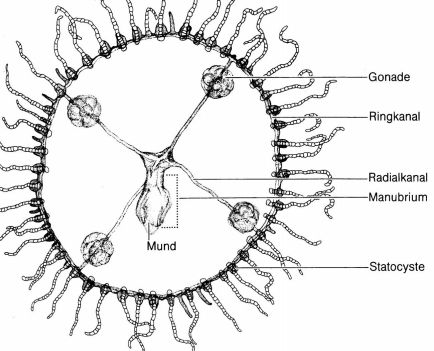 Gonade
Ringkanal
Radialkanal
Manubrium
Mund
Statocyste